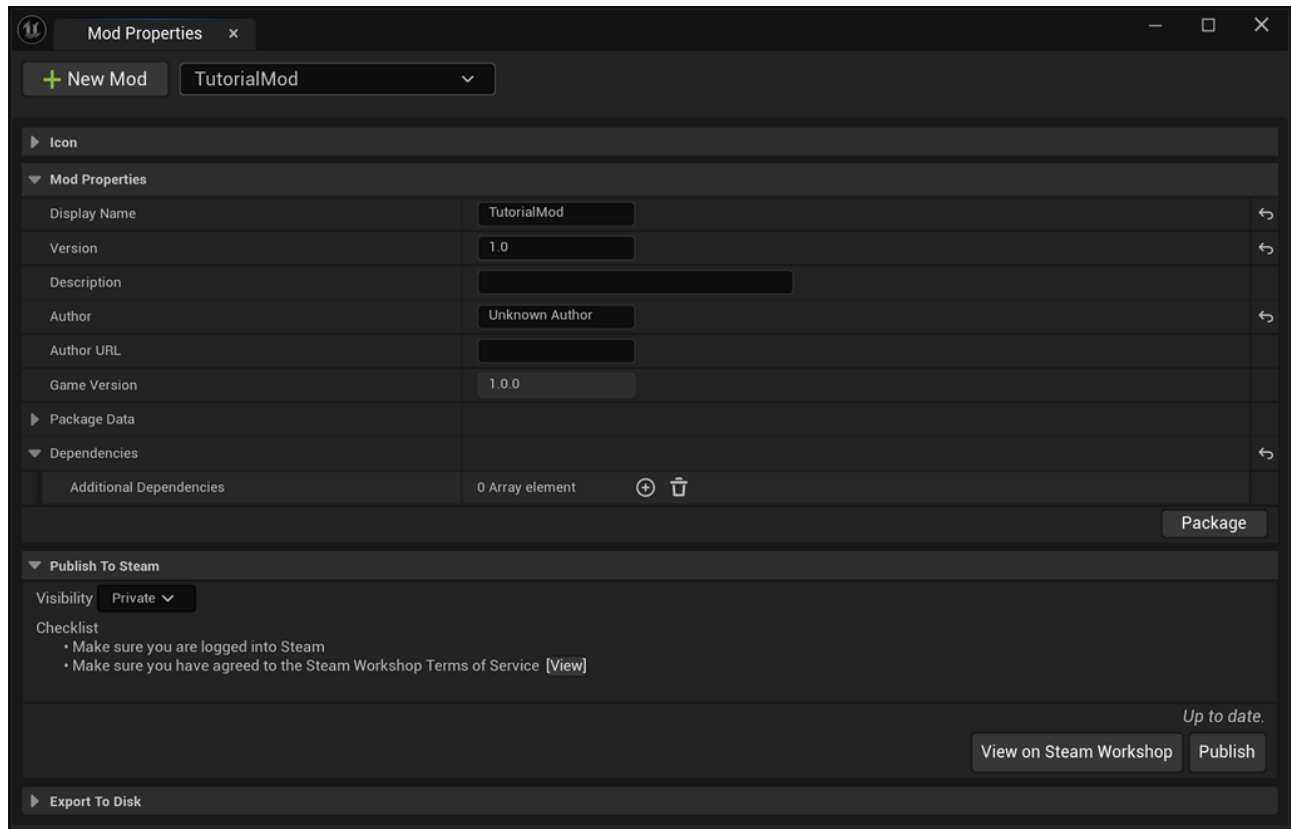 Mod Properties
New Mod TutorialMod
Icon
Mod Properties
Display Name TutorialMod
Version 1.0
Description
Author Unknown Author
Author URL
Game Version 1.0.0
Package Data
Dependencies
Additional Dependencies 0 Array element
Package
Publish To Steam
Visibility Private
Checklist
• Make sure you are logged into Steam
• Make sure you have agreed to the Steam Workshop Terms of Service [View]
Up to date.
View on Steam Workshop Publish
Export To Disk